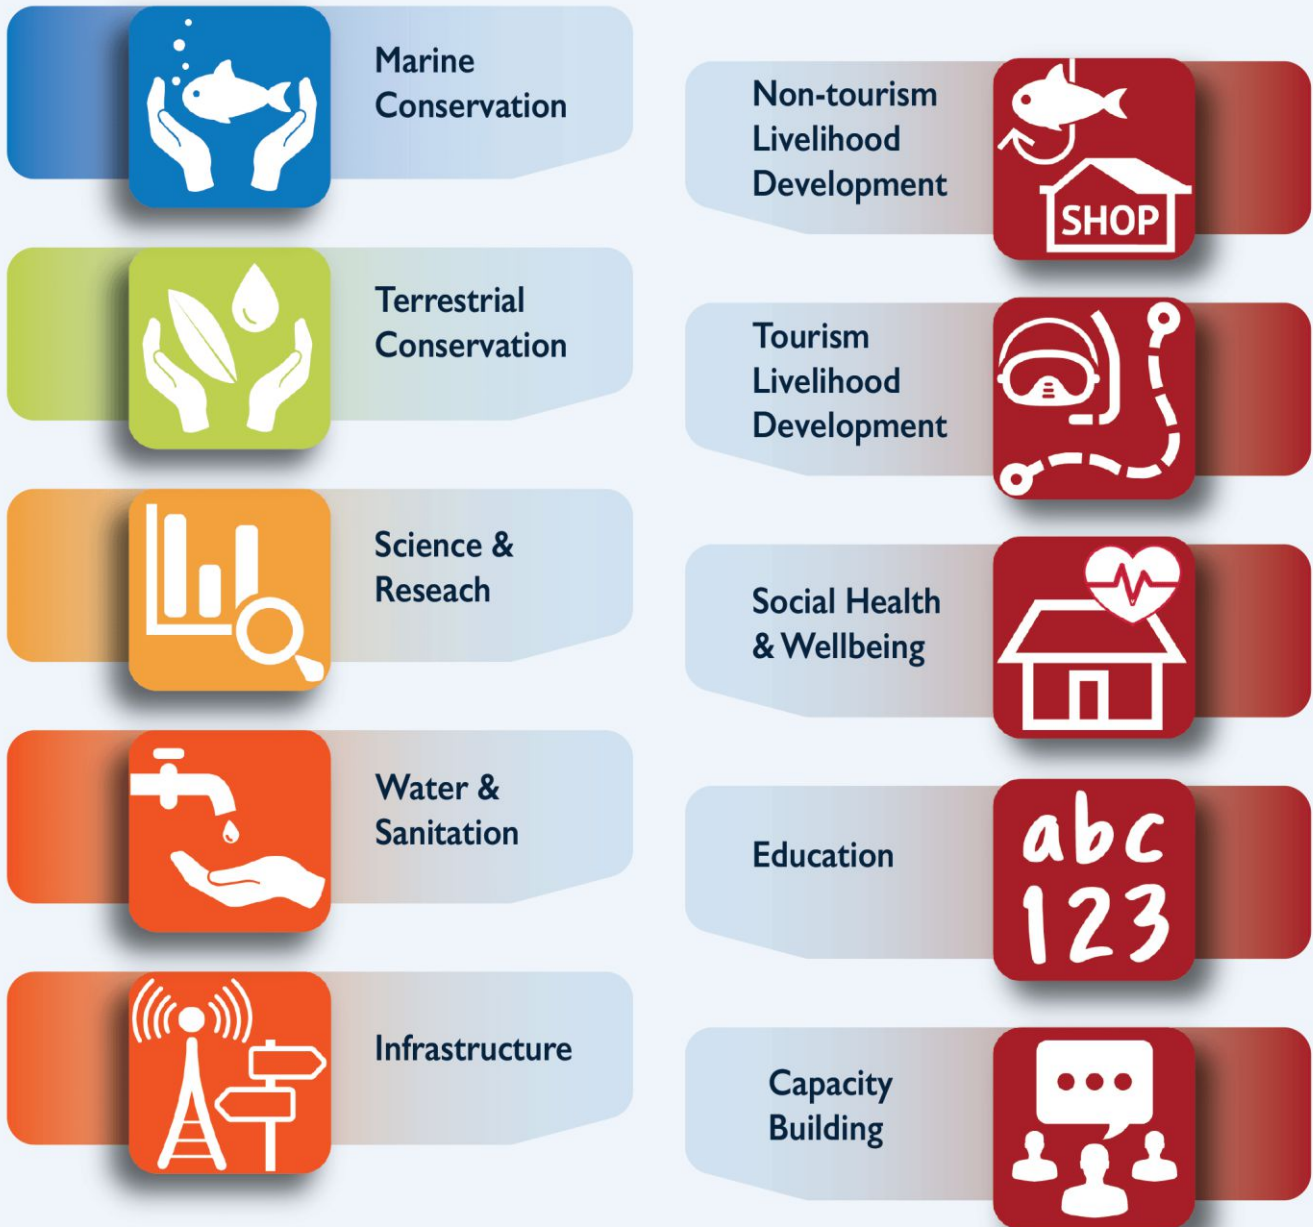 Marine
Conservation
Terrestrial
Conservation
Science &
Reseach
Water &
Sanitation
Infrastructure
Non-tourism
Livelihood
Development
SHOP
Tourism
Livelihood
Development
Social Health
& Wellbeing
Education
abc
123
Capacity
Building